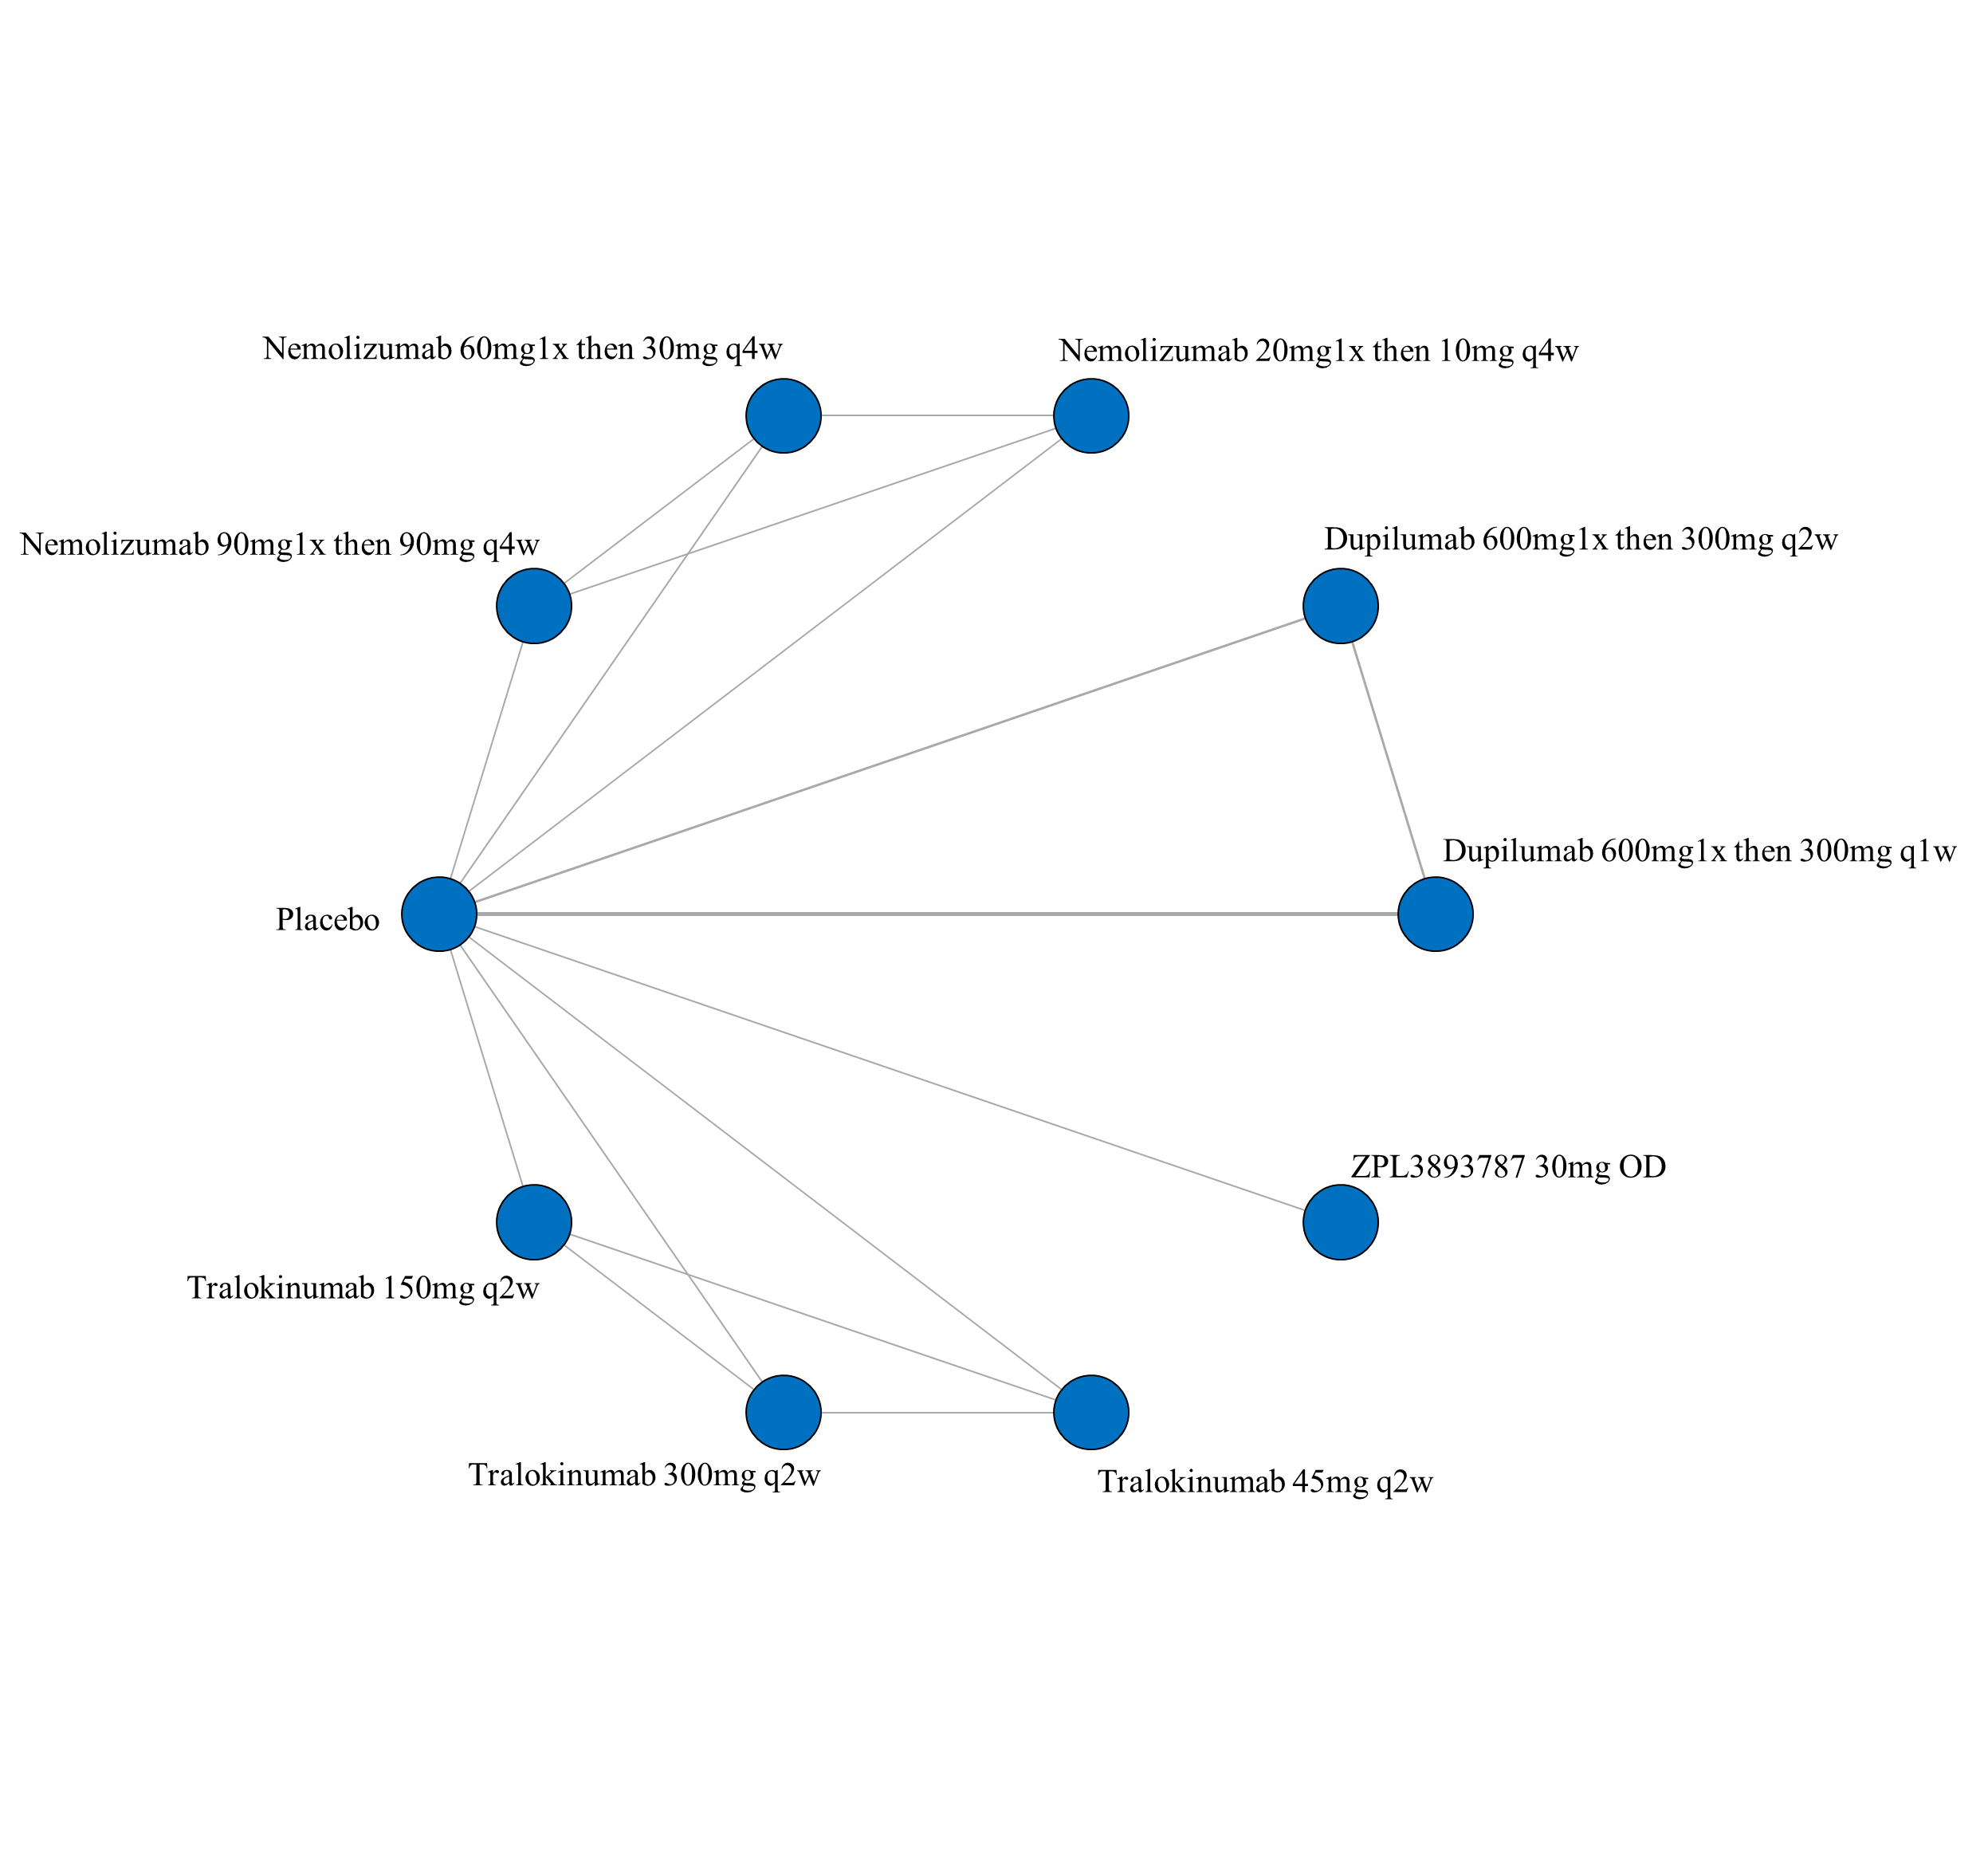 Nemolizumab 60mg1x then 30mg q4w
Nemolizumab 20mg1x then 10mg q4w
Nemolizumab 90mg1x then 90mg q4w
Dupilumab 600mg1x then 300mg q2w
Dupilumab 600mg1x then 300mg q1w
Placebo
ZPL3893787 30mg OD
Tralokinumab 150mg q2w
Tralokinumab 300mg q2w
Tralokinumab 45mg q2w